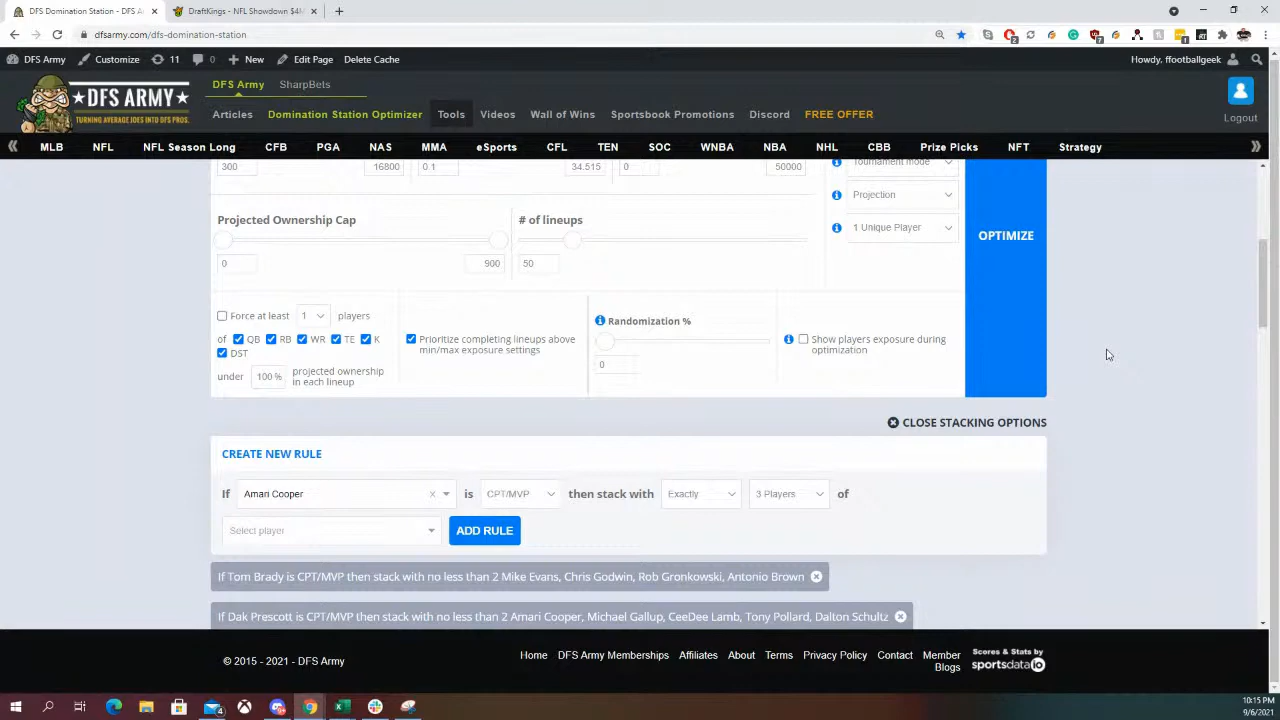 DFS Domination Station - DFS A
DraftKings - NFL Showdown $4
dfsarmy.com/dfs-domination-station
DFS Army
Customize
11
0
New
Edit Page
Delete Cache
Howdy, ffootballgeek
DFS ARMY
TURNING AVERAGE JOES INTO DFS PROS.
DFS Army
SharpBets
Articles
Domination Station Optimizer
Tools
Videos
Wall of Wins
Sportsbook Promotions
Discord
FREE OFFER
Logout
MLB NFL NFL Season Long CFB PGA NAS MMA eSports CFL TEN SOC WNBA NBA NHL CBB Prize Picks NFT Strategy
300 16800 0.1 34.515 0 50000
Tournament mode
Projection
1 Unique Player
OPTIMIZE
Projected Ownership Cap
0 900
# of lineups
50
Force at least 1 players
of QB RB WR TE K
DST
under 100 % projected ownership
in each lineup
Prioritize completing lineups above
min/max exposure settings
Randomization %
0
Show players exposure during
optimization
CLOSE STACKING OPTIONS
CREATE NEW RULE
If Amari Cooper is CPT/MVP then stack with Exactly 3 Players of
Select player ADD RULE
If Tom Brady is CPT/MVP then stack with no less than 2 Mike Evans, Chris Godwin, Rob Gronkowski, Antonio Brown
If Dak Prescott is CPT/MVP then stack with no less than 2 Amari Cooper, Michael Gallup, CeeDee Lamb, Tony Pollard, Dalton Schultz
© 2015 - 2021 - DFS Army
Home DFS Army Memberships Affiliates About Terms Privacy Policy Contact Member
Blogs
Scores & Stats by
sportsdataio
10:15 PM
9/6/2021